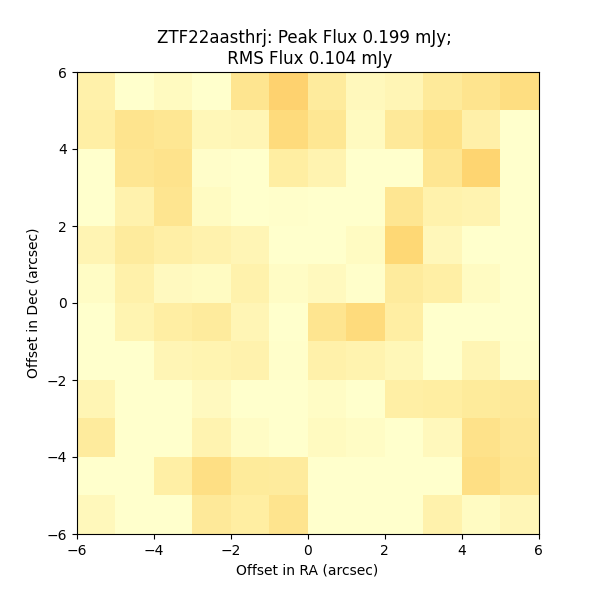 ZTF22aasthrj: Peak Flux 0.199 mJy;
RMS Flux 0.104 mJy
6
4
2
0
−2
−4
−6
Offset in Dec (arcsec)
−6 −4 −2 0 2 4 6
Offset in RA (arcsec)